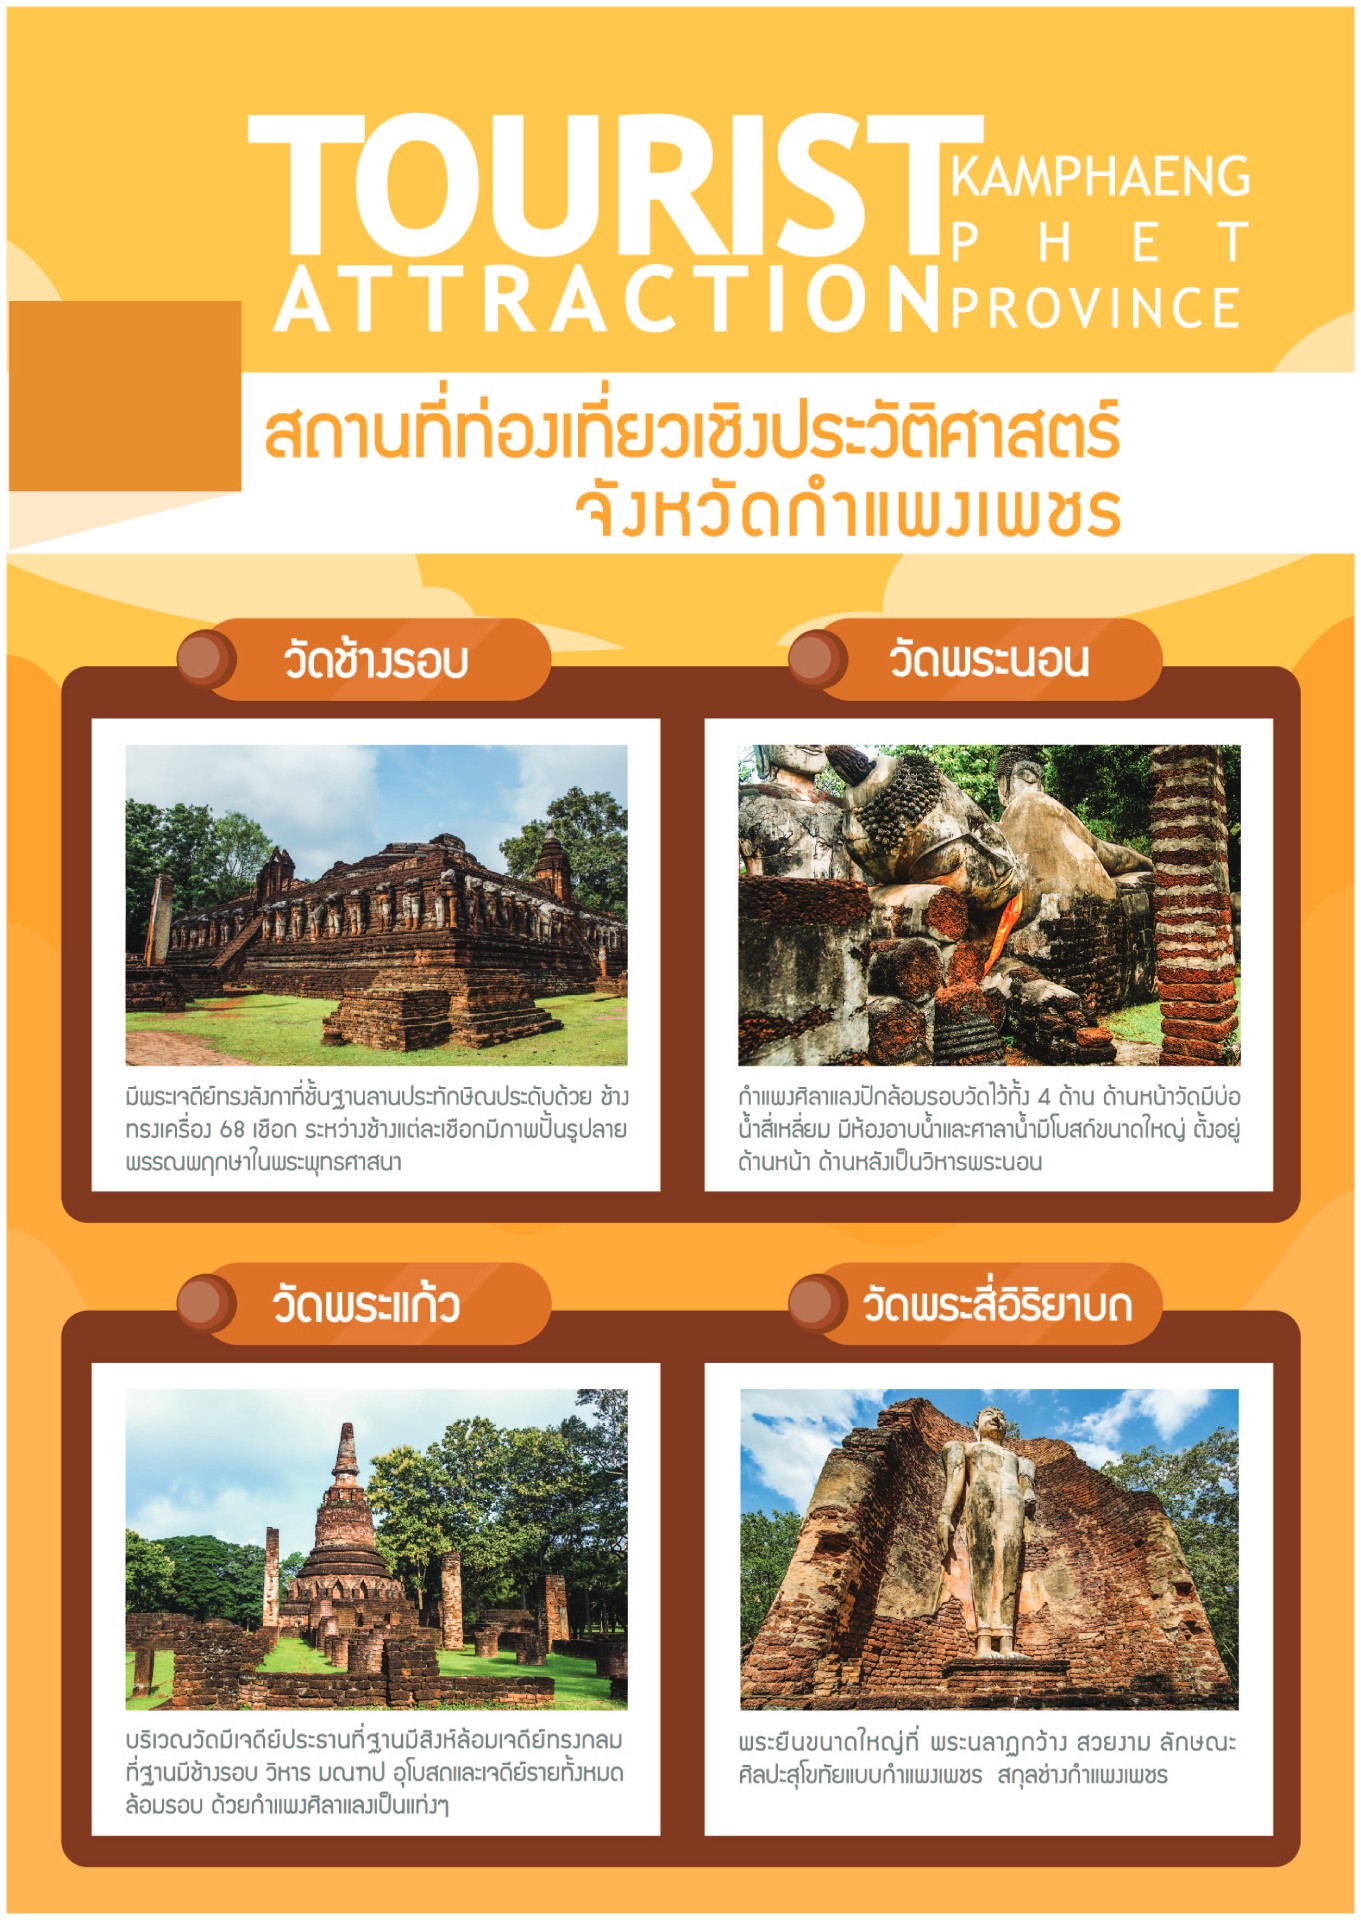 TOURIST
ATTRACTION
KAMPHAENG
PHET
PROVINCE
สถานที่ท่องเที่ยวเชิงประวัติศาสตร์
จังหวัดกำแพงเพชร
วัดช้างรอบ
มีพระเจดีย์ทรงลังกาที่ชั้นฐานลานประทักษิณประดับด้วย ช้าง
ทรงเครื่อง 68 เชือก ระหว่างช้างแต่ละเชือกมีภาพปั้นรูปลาย
พรรณพฤกษาในพระพุทธศาสนา
วัดพระนอน
กำแพงศิลาแลงปักล้อมรอบวัดไว้ทั้ง 4 ด้าน ด้านหน้าวัดมีบ่อ
น้ำสี่เหลี่ยม มีห้องอาบน้ำและศาลาน้ำมีโบสถ์ขนาดใหญ่ ตั้งอยู่
ด้านหน้า ด้านหลังเป็นวิหารพระนอน
วัดพระแก้ว
บริเวณวัดมีเจดีย์ประธานที่ฐานมีสิงห์ล้อมเจดีย์ทรงกลม
ที่ฐานมีช้างรอบ วิหาร มณฑป อุโบสถและเจดีย์รายทั้งหมด
ล้อมรอบ ด้วยกำแพงศิลาแลงเป็นแท่งๆ
วัดพระสี่อิริยาบถ
พระยืนขนาดใหญ่ที่ พระนลาฏกว้าง สวยงาม ลักษณะ
ศิลปะสุโขทัยแบบกำแพงเพชร สกุลช่างกำแพงเพชร